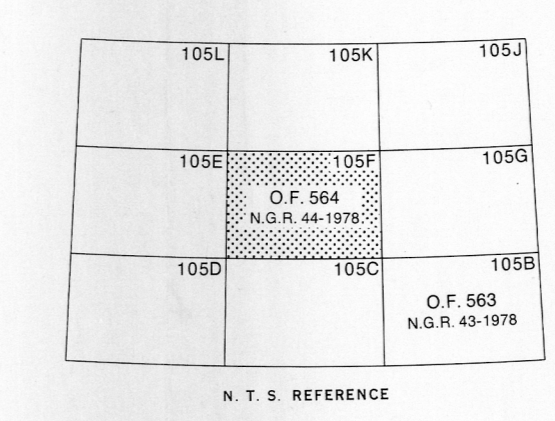 105L 105K 105J
105E 105F 105G
O.F. 564
N.G.R. 44-1978
105D 105C 105B
O.F. 563
N.G.R. 43-1978
N. T. S. REFERENCE